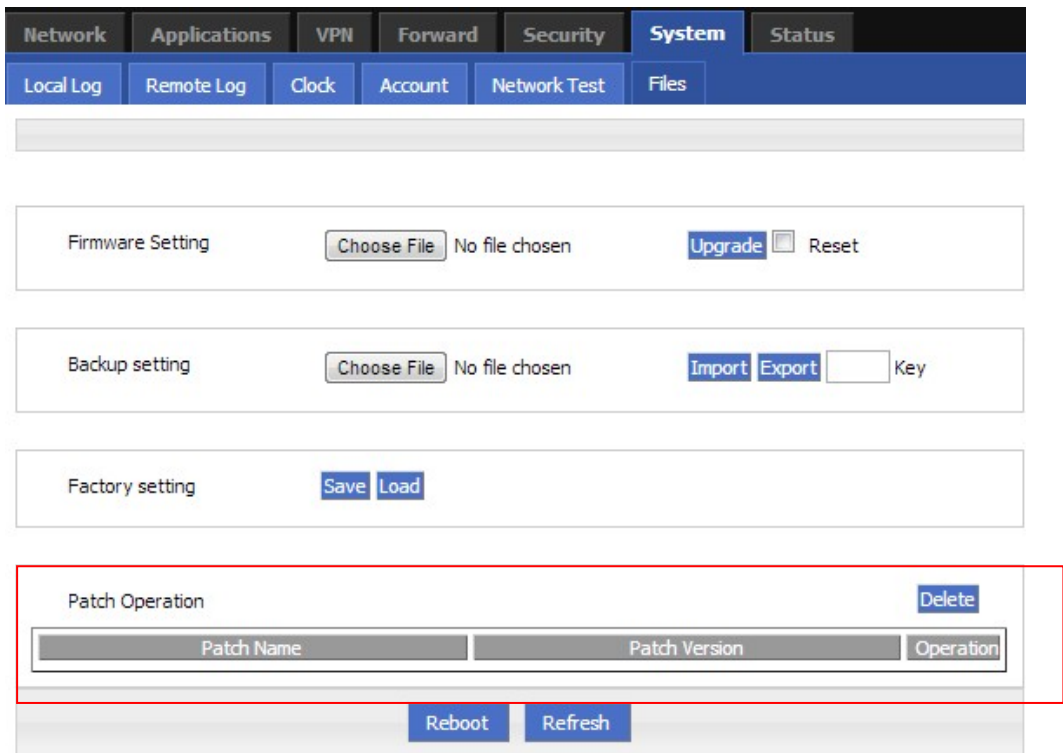 Network Applications VPN Forward Security System Status
Local Log Remote Log Clock Account Network Test Files
Firmware Setting Choose File No file chosen Upgrade Reset
Backup setting Choose File No file chosen Import Export Key
Factory setting Save Load
Patch Operation Delete
Patch Name Patch Version Operation
Reboot Refresh